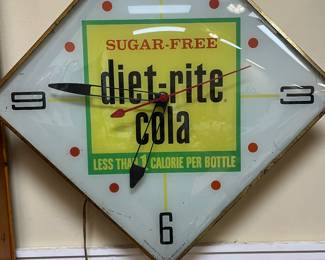 SUGAR-FREE
diet-rite®
cola
LESS THAN 1 CALORIE PER BOTTLE
9
3
6